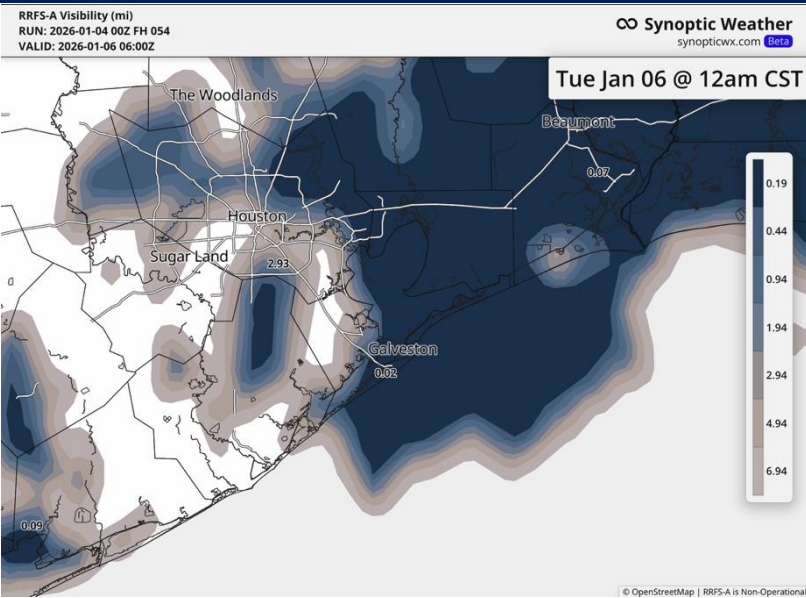 RRFS-A Visibility (mi)
RUN: 2026-01-04 00Z FH 054
VALID: 2026-01-06 06:00Z
Synoptic Weather
synopticwx.com Beta
Tue Jan 06 @ 12am CST
The Woodlands
Beaumont
0.07
0.19
0.44
0.94
1.94
2.94
4.94
6.94
Houston
Sugar Land
2.93
Galveston
0.02
0.09
© OpenStreetMap | RRFS-A is Non-Operational